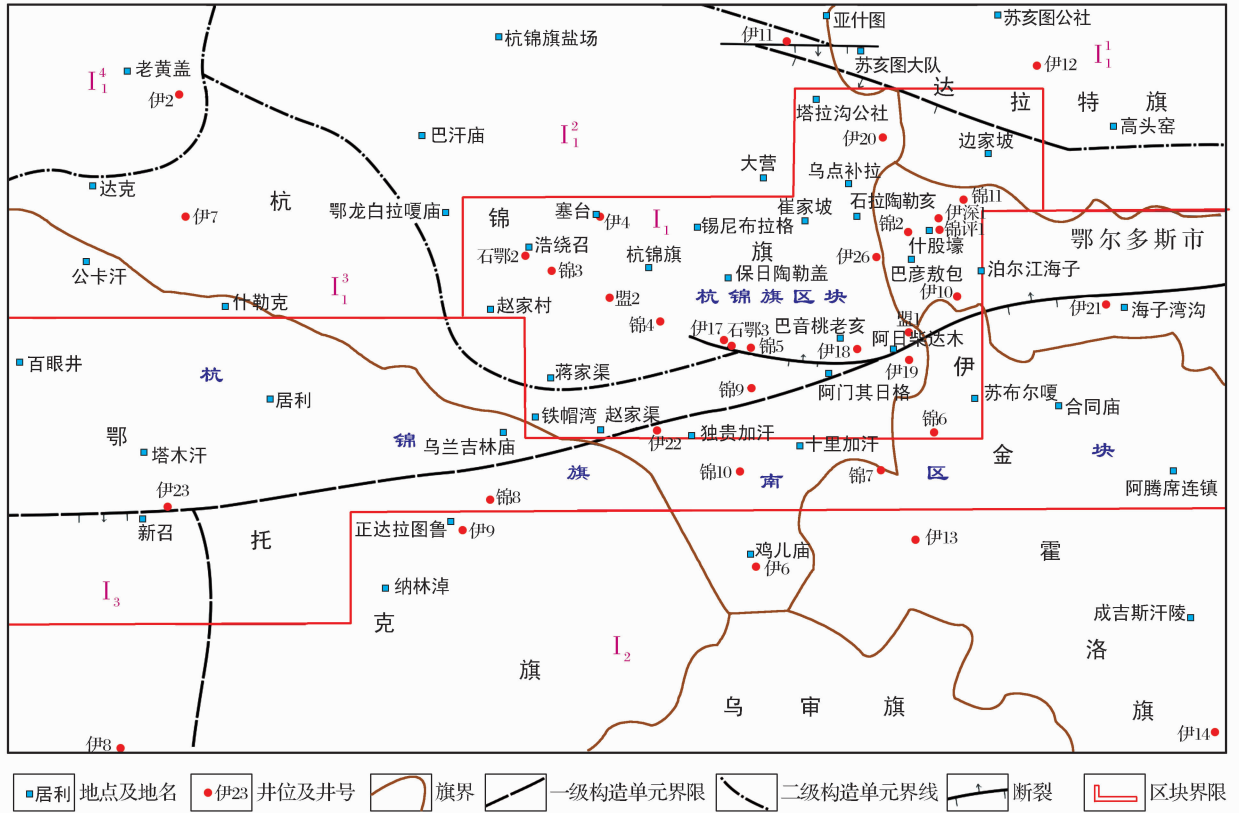 亚什图
苏亥图公社
杭锦旗盐场
伊11
苏亥图大队
伊12
I₁¹
老黄盖
I₁⁴
伊2
达
拉
特
旗
塔拉沟公社
高头窑
巴汗庙
I₁²
伊20
边家坡
大营
乌点补拉
达克
杭
鄂龙白拉嗄庙
伊7
锦
塞台
伊4
I₁
锡尼布拉格
崔家坡
石拉陶勒亥
锦11
伊深1
锦2
锦评1
什股壕
鄂尔多斯市
石鄂2
浩绕召
锦3
杭锦旗
旗
保日陶勒盖
伊26
巴彦敖包
泊尔江海子
公卡汗
I₁³
什勒克
赵家村
盟2
杭锦旗区块
伊10
伊21
海子湾沟
锦4
伊17
石鄂3
锦5
巴音桃老亥
盟1
伊18
阿日柴达木
伊19
百眼井
杭
蒋家渠
锦9
阿门其日格
伊
苏布尔嗄
居利
合同庙
铁帽湾
赵家渠
伊22
独贵加汗
锦6
鄂
锦
乌兰吉林庙
十里加汗
金
块
塔木汗
旗
锦10
南
锦7
区
阿腾席连镇
伊23
锦8
新召
托
正达拉图鲁
伊9
鸡儿庙
伊6
伊13
霍
I₃
纳林淖
克
成吉斯汗陵
I₂
洛
旗
乌
审
旗
旗
伊8
伊14
居利
地点及地名
伊23
井位及井号
旗界
一级构造单元界限
二级构造单元界线
断裂
区块界限